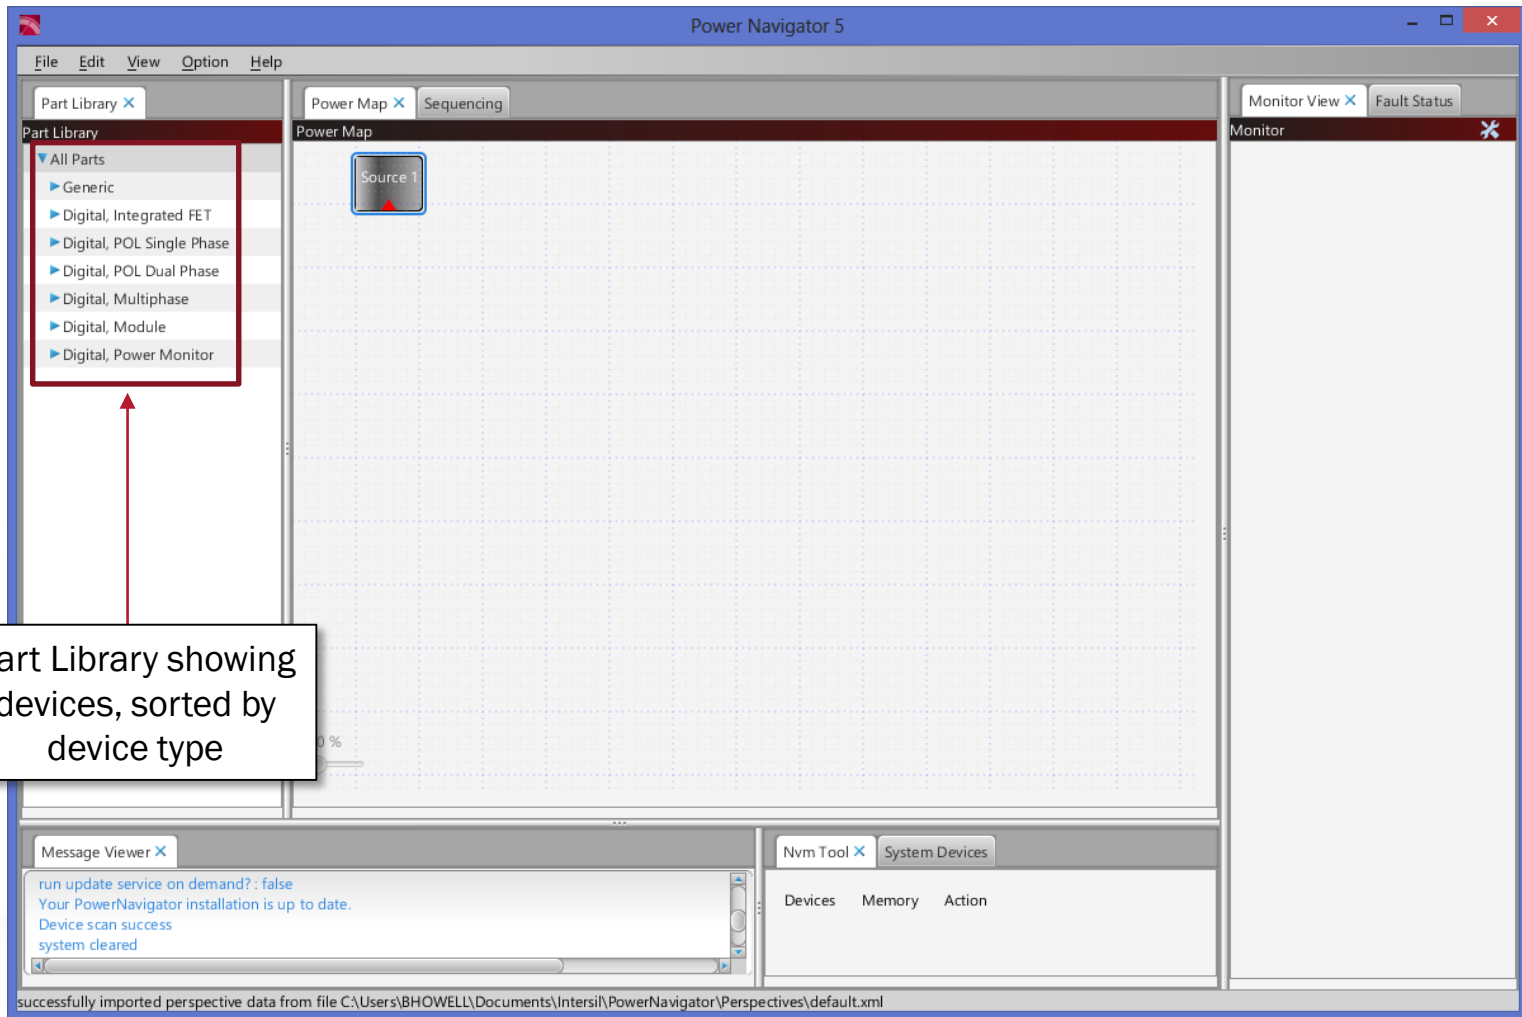 Power Navigator 5
File Edit View Option Help
Part Library
Power Map Sequencing
Monitor View Fault Status
Part Library
Power Map
Monitor
All Parts
Generic
Digital, Integrated FET
Digital, POL Single Phase
Digital, POL Dual Phase
Digital, Multiphase
Digital, Module
Digital, Power Monitor
Source 1
art Library showing
devices, sorted by
device type
0 %
Message Viewer
run update service on demand? : false
Your PowerNavigator installation is up to date.
Device scan success
system cleared
Nvm Tool System Devices
Devices Memory Action
successfully imported perspective data from file C:\Users\BHOWELL\Documents\Intersil\PowerNavigator\Perspectives\default.xml